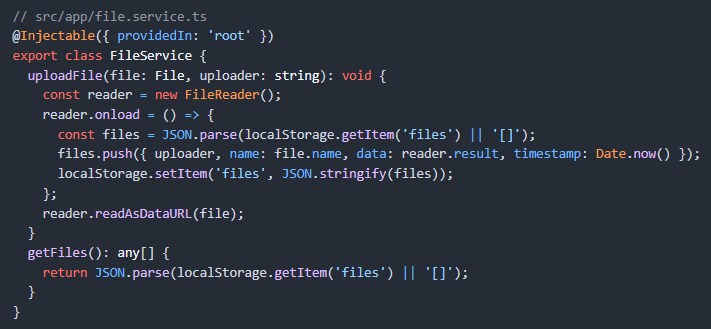 // src/app/file.service.ts
@Injectable({ providedIn: 'root' })
export class FileService {
  uploadFile(file: File, uploader: string): void {
    const reader = new FileReader();
    reader.onload = () => {
      const files = JSON.parse(localStorage.getItem('files') || '[]');
      files.push({ uploader, name: file.name, data: reader.result, timestamp: Date.now() });
      localStorage.setItem('files', JSON.stringify(files));
    };
    reader.readAsDataURL(file);
  }
  getFiles(): any[] {
    return JSON.parse(localStorage.getItem('files') || '[]');
  }
}